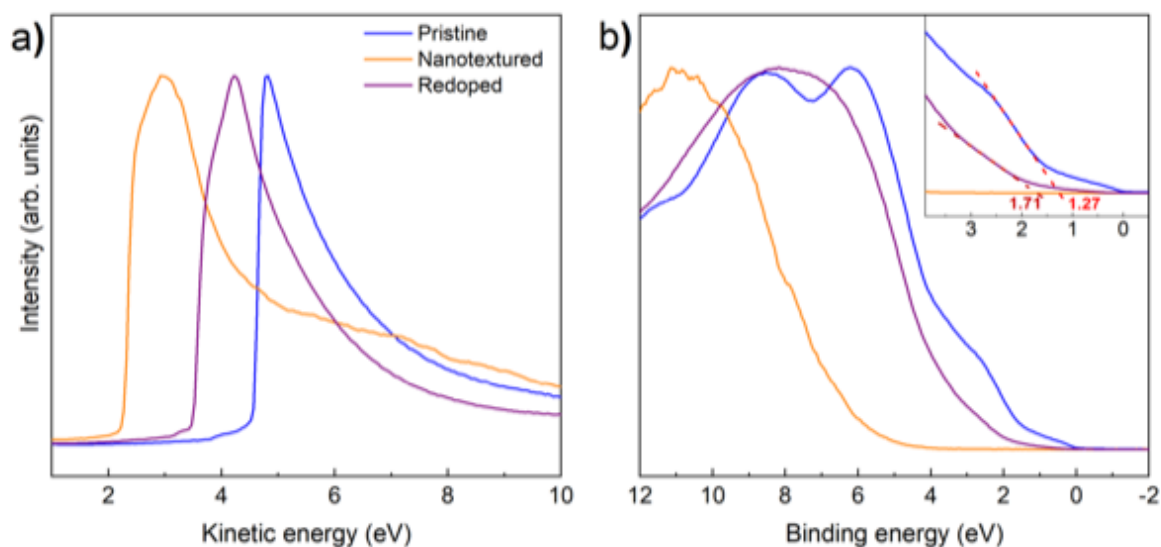 a)
Pristine
Nanotextured
Redoped
Intensity (arb. units)
2 4 6 8 10
Kinetic energy (eV)
b)
1.71 1.27
3 2 1 0
12 10 8 6 4 2 0 -2
Binding energy (eV)